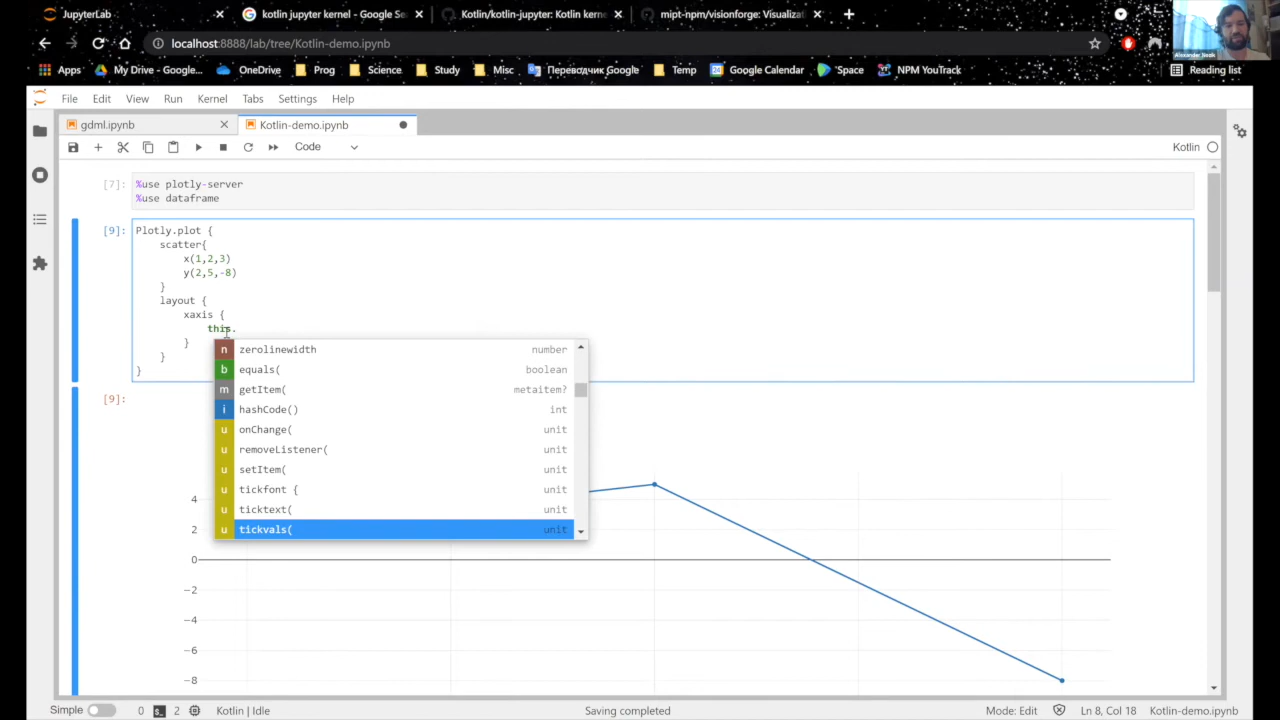 JupyterLab
kotlin jupyter kernel - Google Se
Kotlin/kotlin-jupyter: Kotlin kern
mipt-npm/visionforge: Visualizat
localhost:8888/lab/tree/Kotlin-demo.ipynb
Apps My Drive - Google... OneDrive Prog Science Study Misc Переводчик Google Temp Google Calendar Space NPM YouTrack Reading list
File Edit View Run Kernel Tabs Settings Help
gdml.ipynb Kotlin-demo.ipynb
Code Kotlin
[7]: %use plotly-server
%use dataframe
[9]: Plotly.plot {
scatter{
x(1,2,3)
y(2,5,-8)
}
layout {
xaxis {
this.
}
}
}
n zerolinewidth number
b equals( boolean
m getItem( metaitem?
i hashCode() int
u onChange( unit
u removeListener( unit
u setItem( unit
u tickfont { unit
u ticktext( unit
u tickvals( unit
[9]:
4
2
0
−2
−4
−6
−8
Simple 0 2 Kotlin | Idle Saving completed Mode: Edit Ln 8, Col 18 Kotlin-demo.ipynb